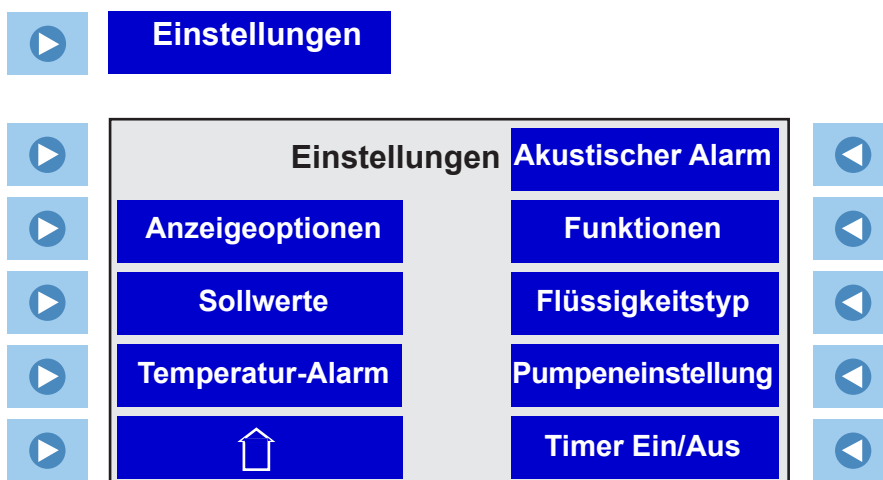 Einstellungen
Einstellungen Akustischer Alarm
Anzeigeoptionen Funktionen
Sollwerte Flüssigkeitstyp
Temperatur-Alarm Pumpeneinstellung
Timer Ein/Aus